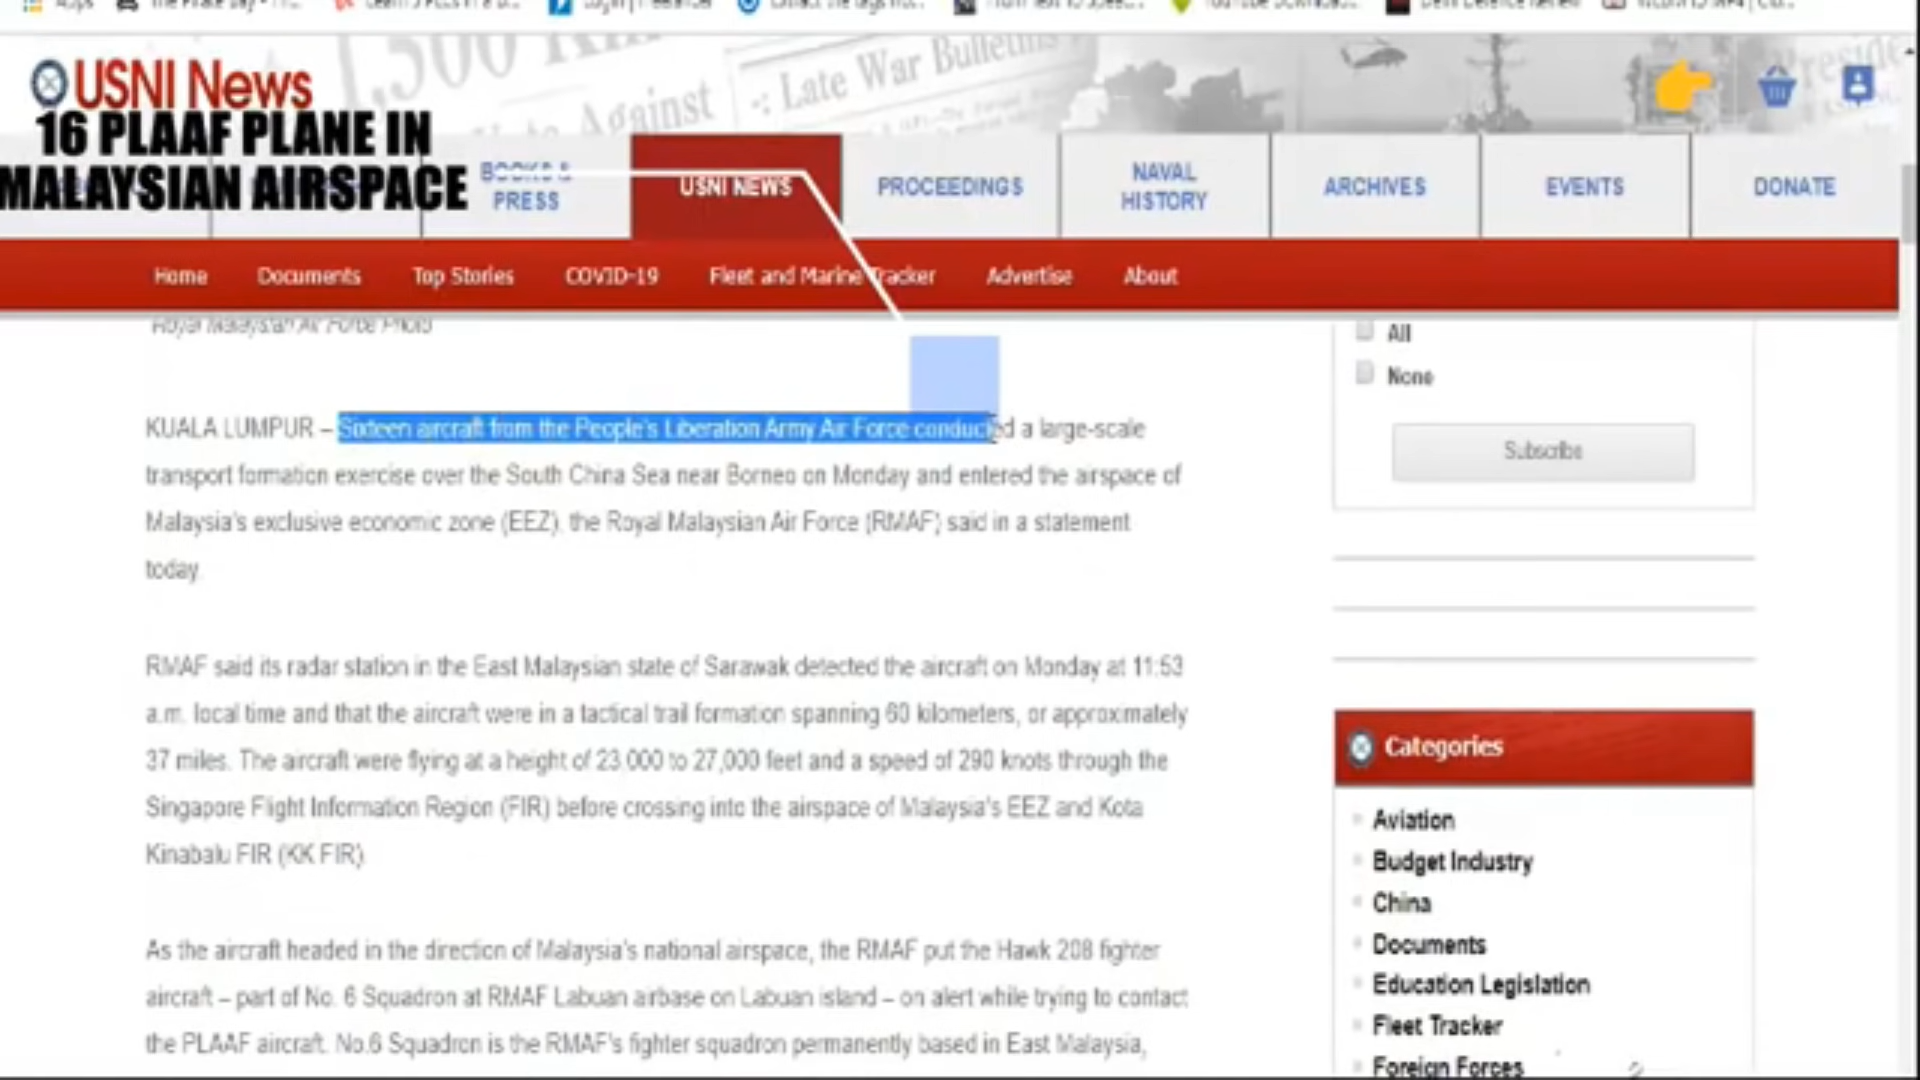 Apps
1,300
Against
Late War Bulletins
Preside
USNI News
16 PLAAF PLANE IN
MALAYSIAN AIRSPACE
BOOKS &
PRESS
USNI NEWS
PROCEEDINGS
NAVAL
HISTORY
ARCHIVES
EVENTS
DONATE
Home
Documents
Top Stories
COVID-19
Fleet and Marine Tracker
Advertise
About
Royal Malaysian Air Force Photo
KUALA LUMPUR – Sixteen aircraft from the People's Liberation Army Air Force conducted a large-scale
transport formation exercise over the South China Sea near Borneo on Monday and entered the airspace of
Malaysia's exclusive economic zone (EEZ), the Royal Malaysian Air Force (RMAF) said in a statement
today.
RMAF said its radar station in the East Malaysian state of Sarawak detected the aircraft on Monday at 11:53
a.m. local time and that the aircraft were in a tactical trail formation spanning 60 kilometers, or approximately
37 miles. The aircraft were flying at a height of 23,000 to 27,000 feet and a speed of 290 knots through the
Singapore Flight Information Region (FIR) before crossing into the airspace of Malaysia's EEZ and Kota
Kinabalu FIR (KK FIR).
As the aircraft headed in the direction of Malaysia's national airspace, the RMAF put the Hawk 208 fighter
aircraft – part of No. 6 Squadron at RMAF Labuan airbase on Labuan island – on alert while trying to contact
the PLAAF aircraft. No.6 Squadron is the RMAF's fighter squadron permanently based in East Malaysia,
All
None
Subscribe
Categories
Aviation
Budget Industry
China
Documents
Education Legislation
Fleet Tracker
Foreign Forces